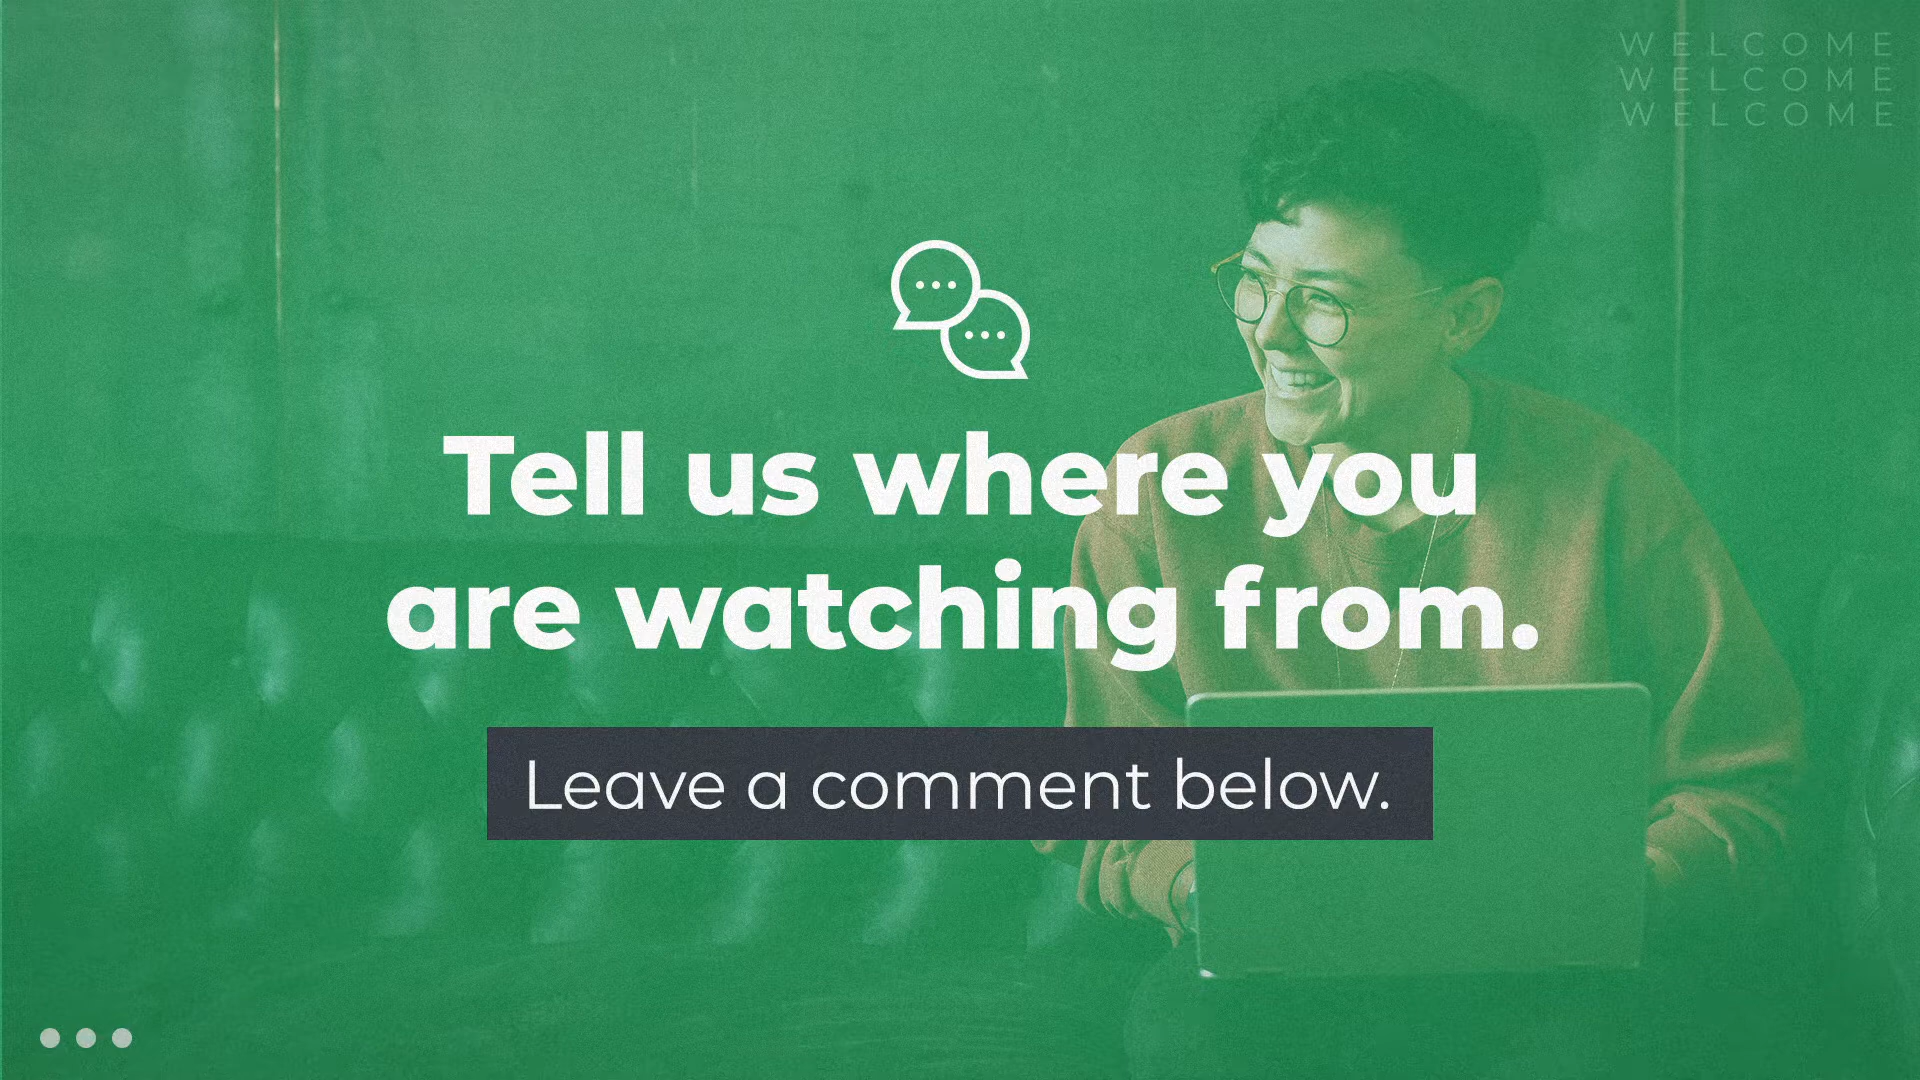 WELCOME
WELCOME
WELCOME
Tell us where you
are watching from.
Leave a comment below.